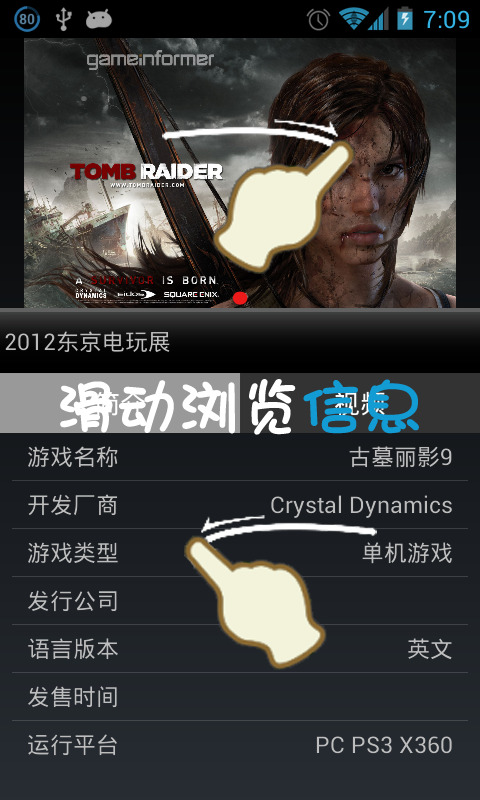 80
7:09
gameinformer
TOMB RAIDER
WWW.TOMBRAIDER.COM
A SURVIVOR IS BORN.
CRYSTAL DYNAMICS eidos SQUARE ENIX.
2012东京电玩展
简介 视频
滑动浏览信息
游戏名称 古墓丽影9
开发厂商 Crystal Dynamics
游戏类型 单机游戏
发行公司
语言版本 英文
发售时间
运行平台 PC PS3 X360